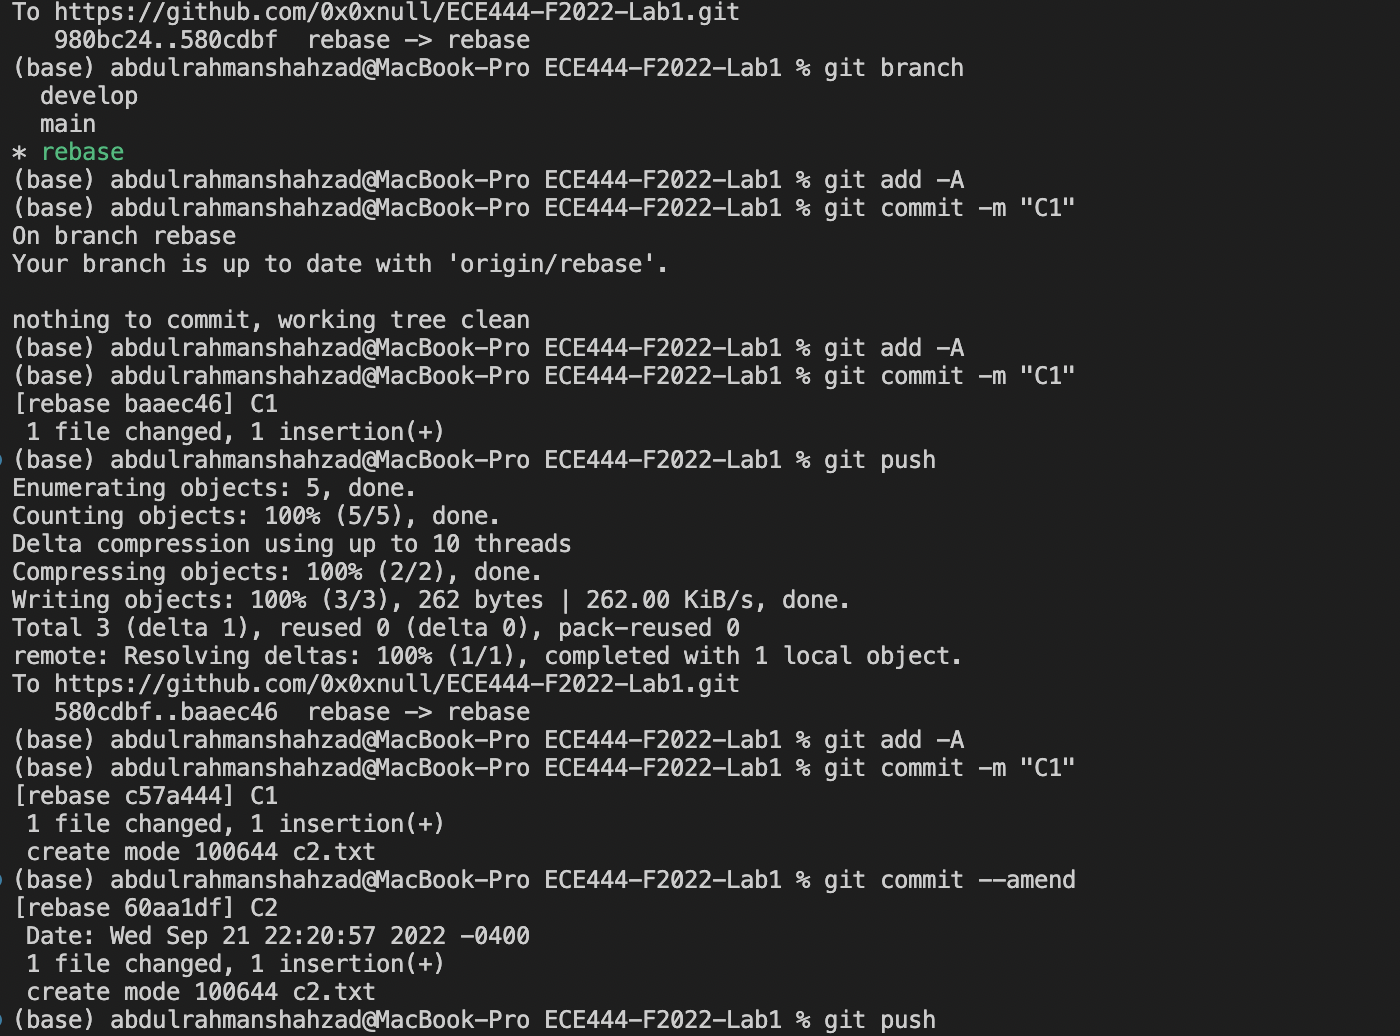 To https://github.com/0x0xnull/ECE444-F2022-Lab1.git
   980bc24..580cdbf  rebase -> rebase
(base) abdulrahmanshahzad@MacBook-Pro ECE444-F2022-Lab1 % git branch
  develop
  main
* rebase
(base) abdulrahmanshahzad@MacBook-Pro ECE444-F2022-Lab1 % git add -A
(base) abdulrahmanshahzad@MacBook-Pro ECE444-F2022-Lab1 % git commit -m "C1"
On branch rebase
Your branch is up to date with 'origin/rebase'.

nothing to commit, working tree clean
(base) abdulrahmanshahzad@MacBook-Pro ECE444-F2022-Lab1 % git add -A
(base) abdulrahmanshahzad@MacBook-Pro ECE444-F2022-Lab1 % git commit -m "C1"
[rebase baaec46] C1
 1 file changed, 1 insertion(+)
(base) abdulrahmanshahzad@MacBook-Pro ECE444-F2022-Lab1 % git push
Enumerating objects: 5, done.
Counting objects: 100% (5/5), done.
Delta compression using up to 10 threads
Compressing objects: 100% (2/2), done.
Writing objects: 100% (3/3), 262 bytes | 262.00 KiB/s, done.
Total 3 (delta 1), reused 0 (delta 0), pack-reused 0
remote: Resolving deltas: 100% (1/1), completed with 1 local object.
To https://github.com/0x0xnull/ECE444-F2022-Lab1.git
   580cdbf..baaec46  rebase -> rebase
(base) abdulrahmanshahzad@MacBook-Pro ECE444-F2022-Lab1 % git add -A
(base) abdulrahmanshahzad@MacBook-Pro ECE444-F2022-Lab1 % git commit -m "C1"
[rebase c57a444] C1
 1 file changed, 1 insertion(+)
 create mode 100644 c2.txt
(base) abdulrahmanshahzad@MacBook-Pro ECE444-F2022-Lab1 % git commit --amend
[rebase 60aa1df] C2
 Date: Wed Sep 21 22:20:57 2022 -0400
 1 file changed, 1 insertion(+)
 create mode 100644 c2.txt
(base) abdulrahmanshahzad@MacBook-Pro ECE444-F2022-Lab1 % git push